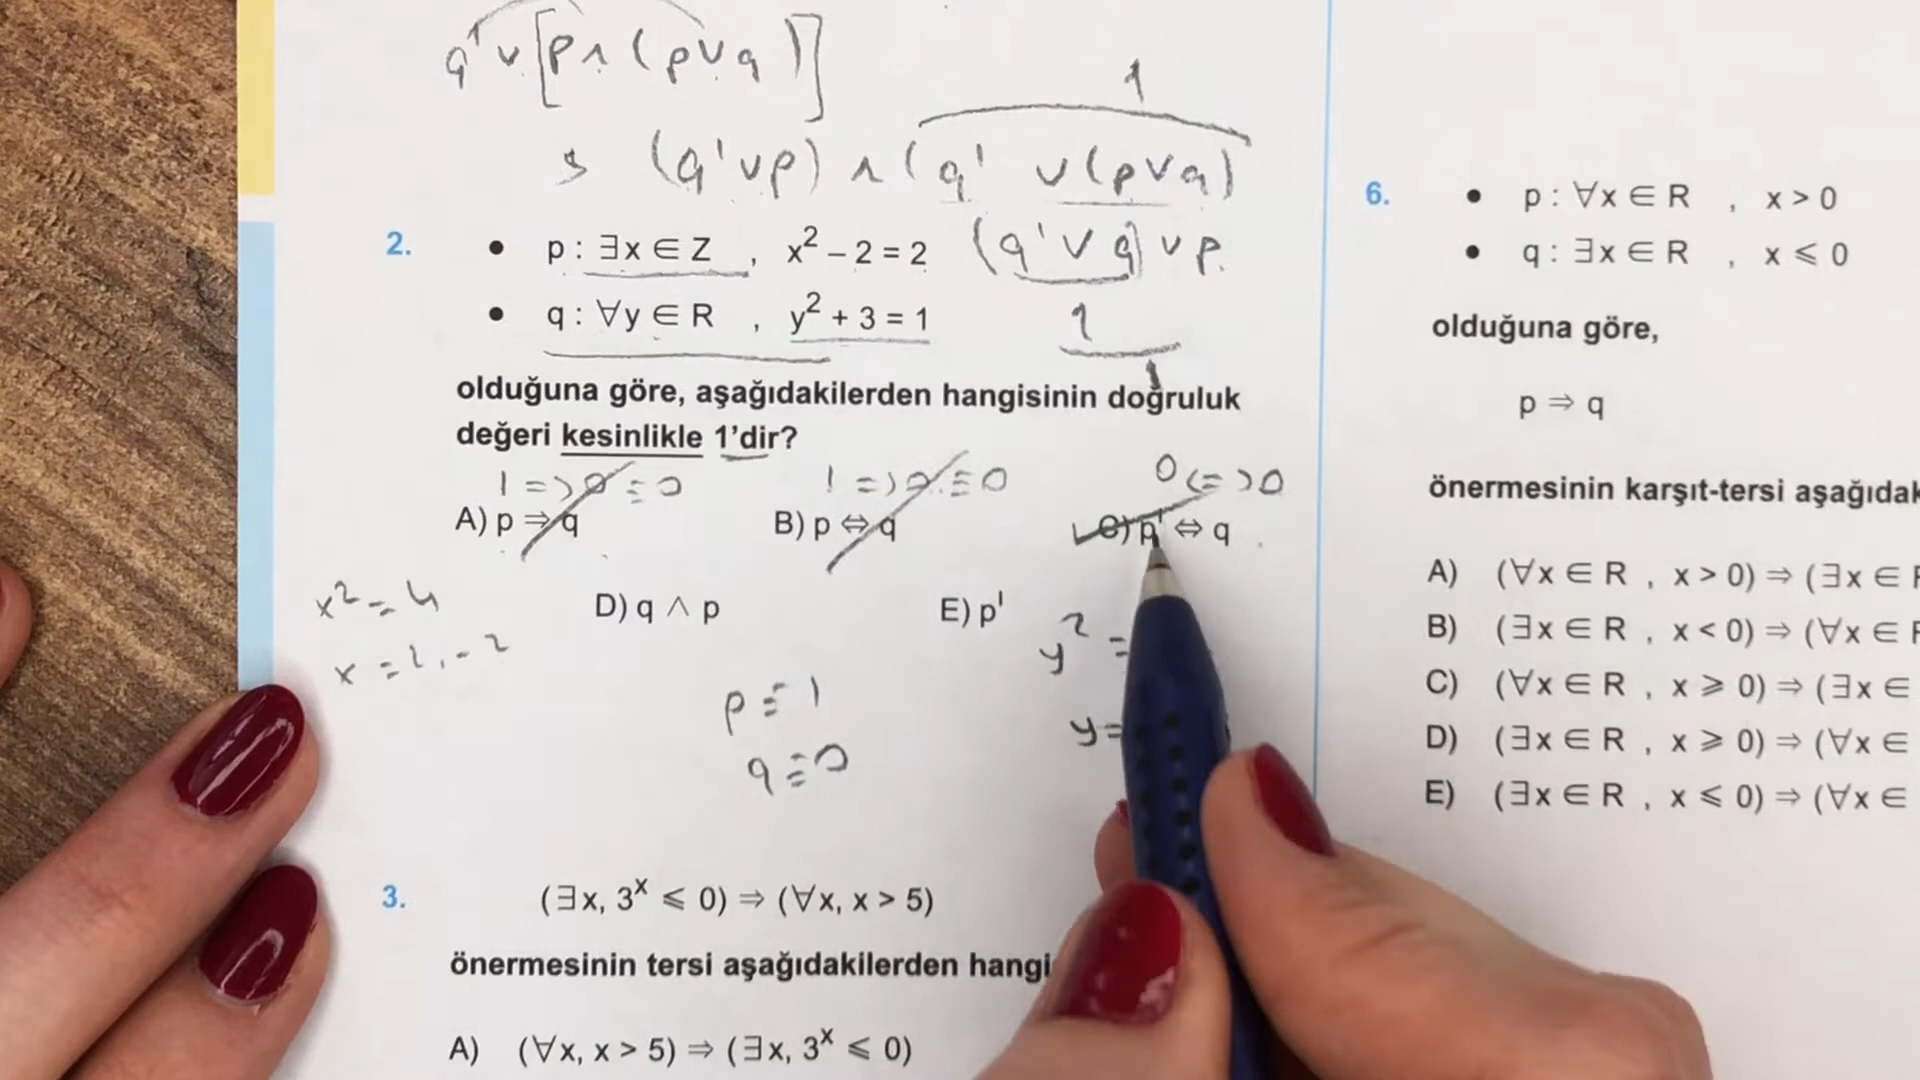 q' ∨ [p ∧ (p ∨ q)]
(q' ∨ p) ∧ (q' ∨ (p ∨ q)
1
(q' ∨ q) ∨ p
1
2.
• p : ∃x ∈ Z , x² – 2 = 2
• q : ∀y ∈ R , y² + 3 = 1
olduğuna göre, aşağıdakilerden hangisinin doğruluk
değeri kesinlikle 1'dir?
1 => 0 ≡ 0
A) p ⇒ q
1 => 0 ≡ 0
B) p ⇔ q
0 <=> 0
C) p' ⇔ q
D) q ∧ p
E) p'
x² = 4
x = 2, -2
y² =
y =
p ≡ 1
q ≡ 0
3.
(∃x, 3ˣ ⩽ 0) ⇒ (∀x, x > 5)
önermesinin tersi aşağıdakilerden hangi
A) (∀x, x > 5) ⇒ (∃x, 3ˣ ⩽ 0)
6.
• p : ∀x ∈ R , x > 0
• q : ∃x ∈ R , x ⩽ 0
olduğuna göre,
p ⇒ q
önermesinin karşıt-tersi aşağıdak
A) (∀x ∈ R , x > 0) ⇒ (∃x ∈ R
B) (∃x ∈ R , x < 0) ⇒ (∀x ∈ R
C) (∀x ∈ R , x ⩾ 0) ⇒ (∃x ∈
D) (∃x ∈ R , x ⩾ 0) ⇒ (∀x ∈
E) (∃x ∈ R , x ⩽ 0) ⇒ (∀x ∈